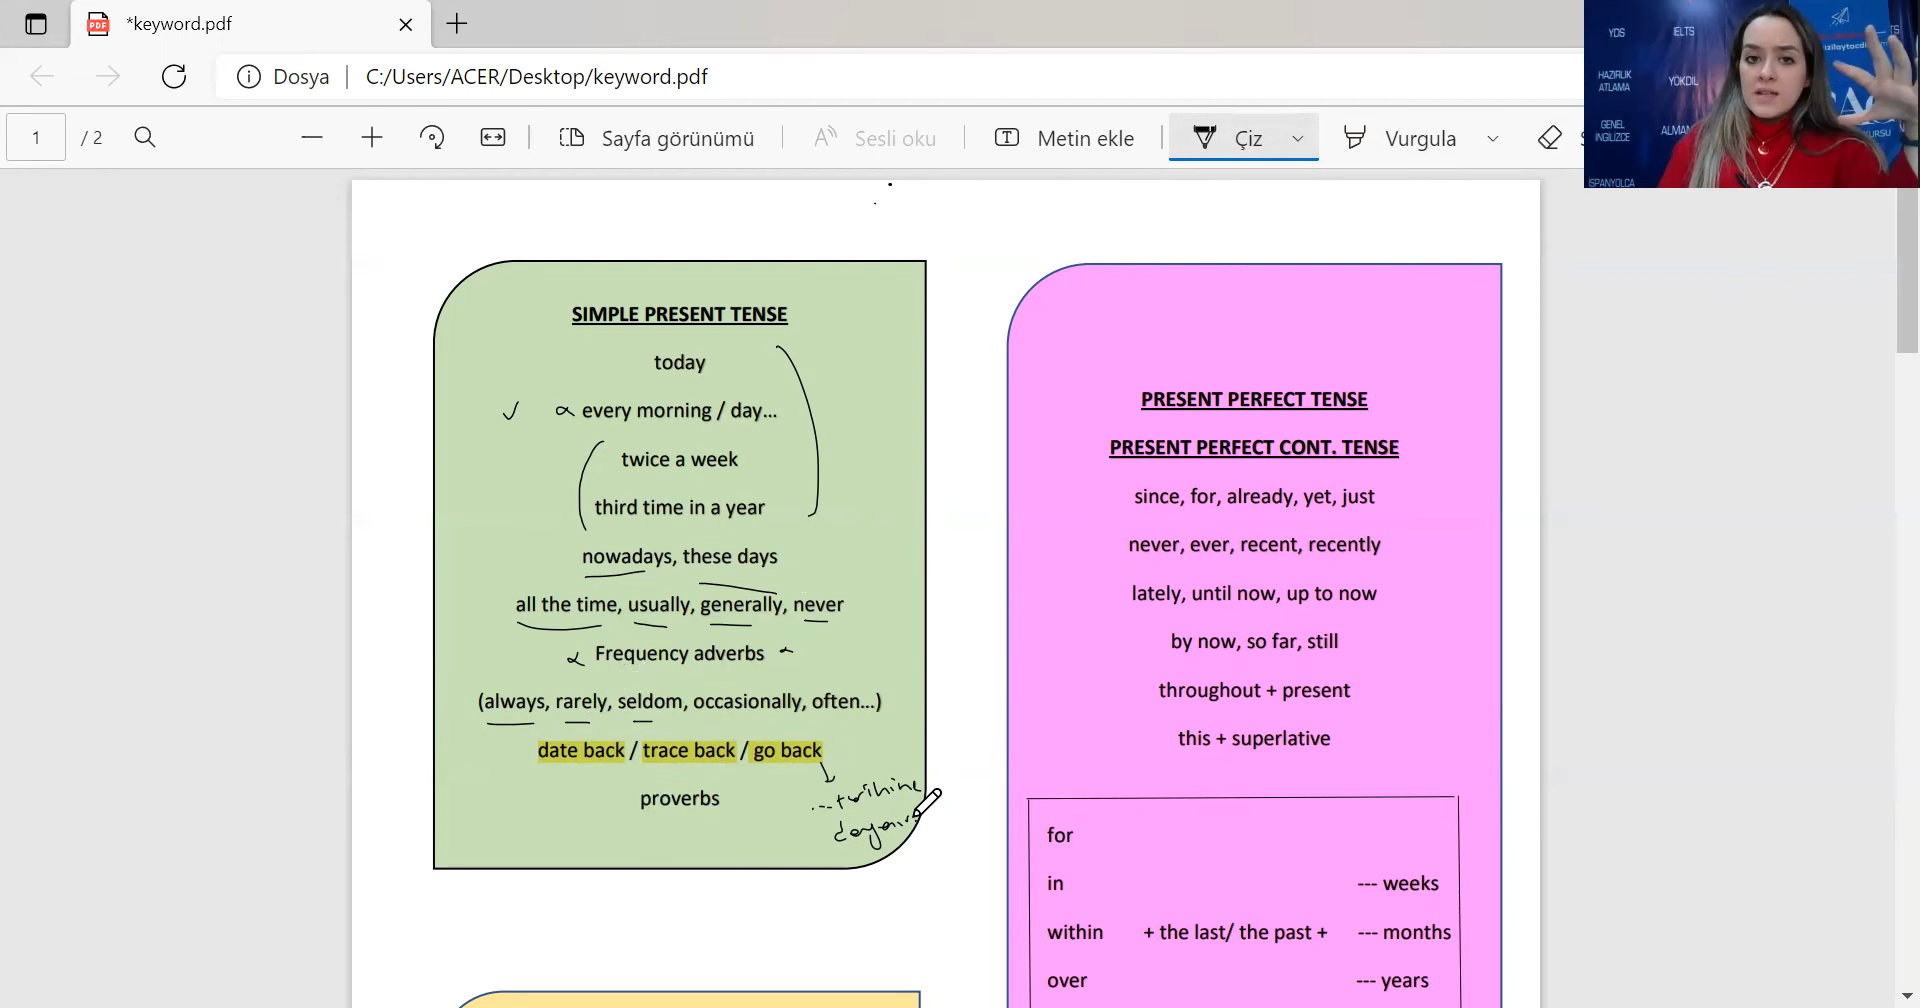 *keyword.pdf
Dosya
C:/Users/ACER/Desktop/keyword.pdf
1 / 2
Sayfa görünümü
Sesli oku
Metin ekle
Çiz
Vurgula
YDS
IELTS
HAZIRLIK
ATLAMA
YÖKDİL
GENEL
İNGİLİZCE
ALMAN
İSPANYOLCA
SIMPLE PRESENT TENSE
today
every morning / day...
twice a week
third time in a year
nowadays, these days
all the time, usually, generally, never
Frequency adverbs
(always, rarely, seldom, occasionally, often...)
date back / trace back / go back
proverbs
PRESENT PERFECT TENSE
PRESENT PERFECT CONT. TENSE
since, for, already, yet, just
never, ever, recent, recently
lately, until now, up to now
by now, so far, still
throughout + present
this + superlative
for
in --- weeks
within + the last/ the past + --- months
over --- years